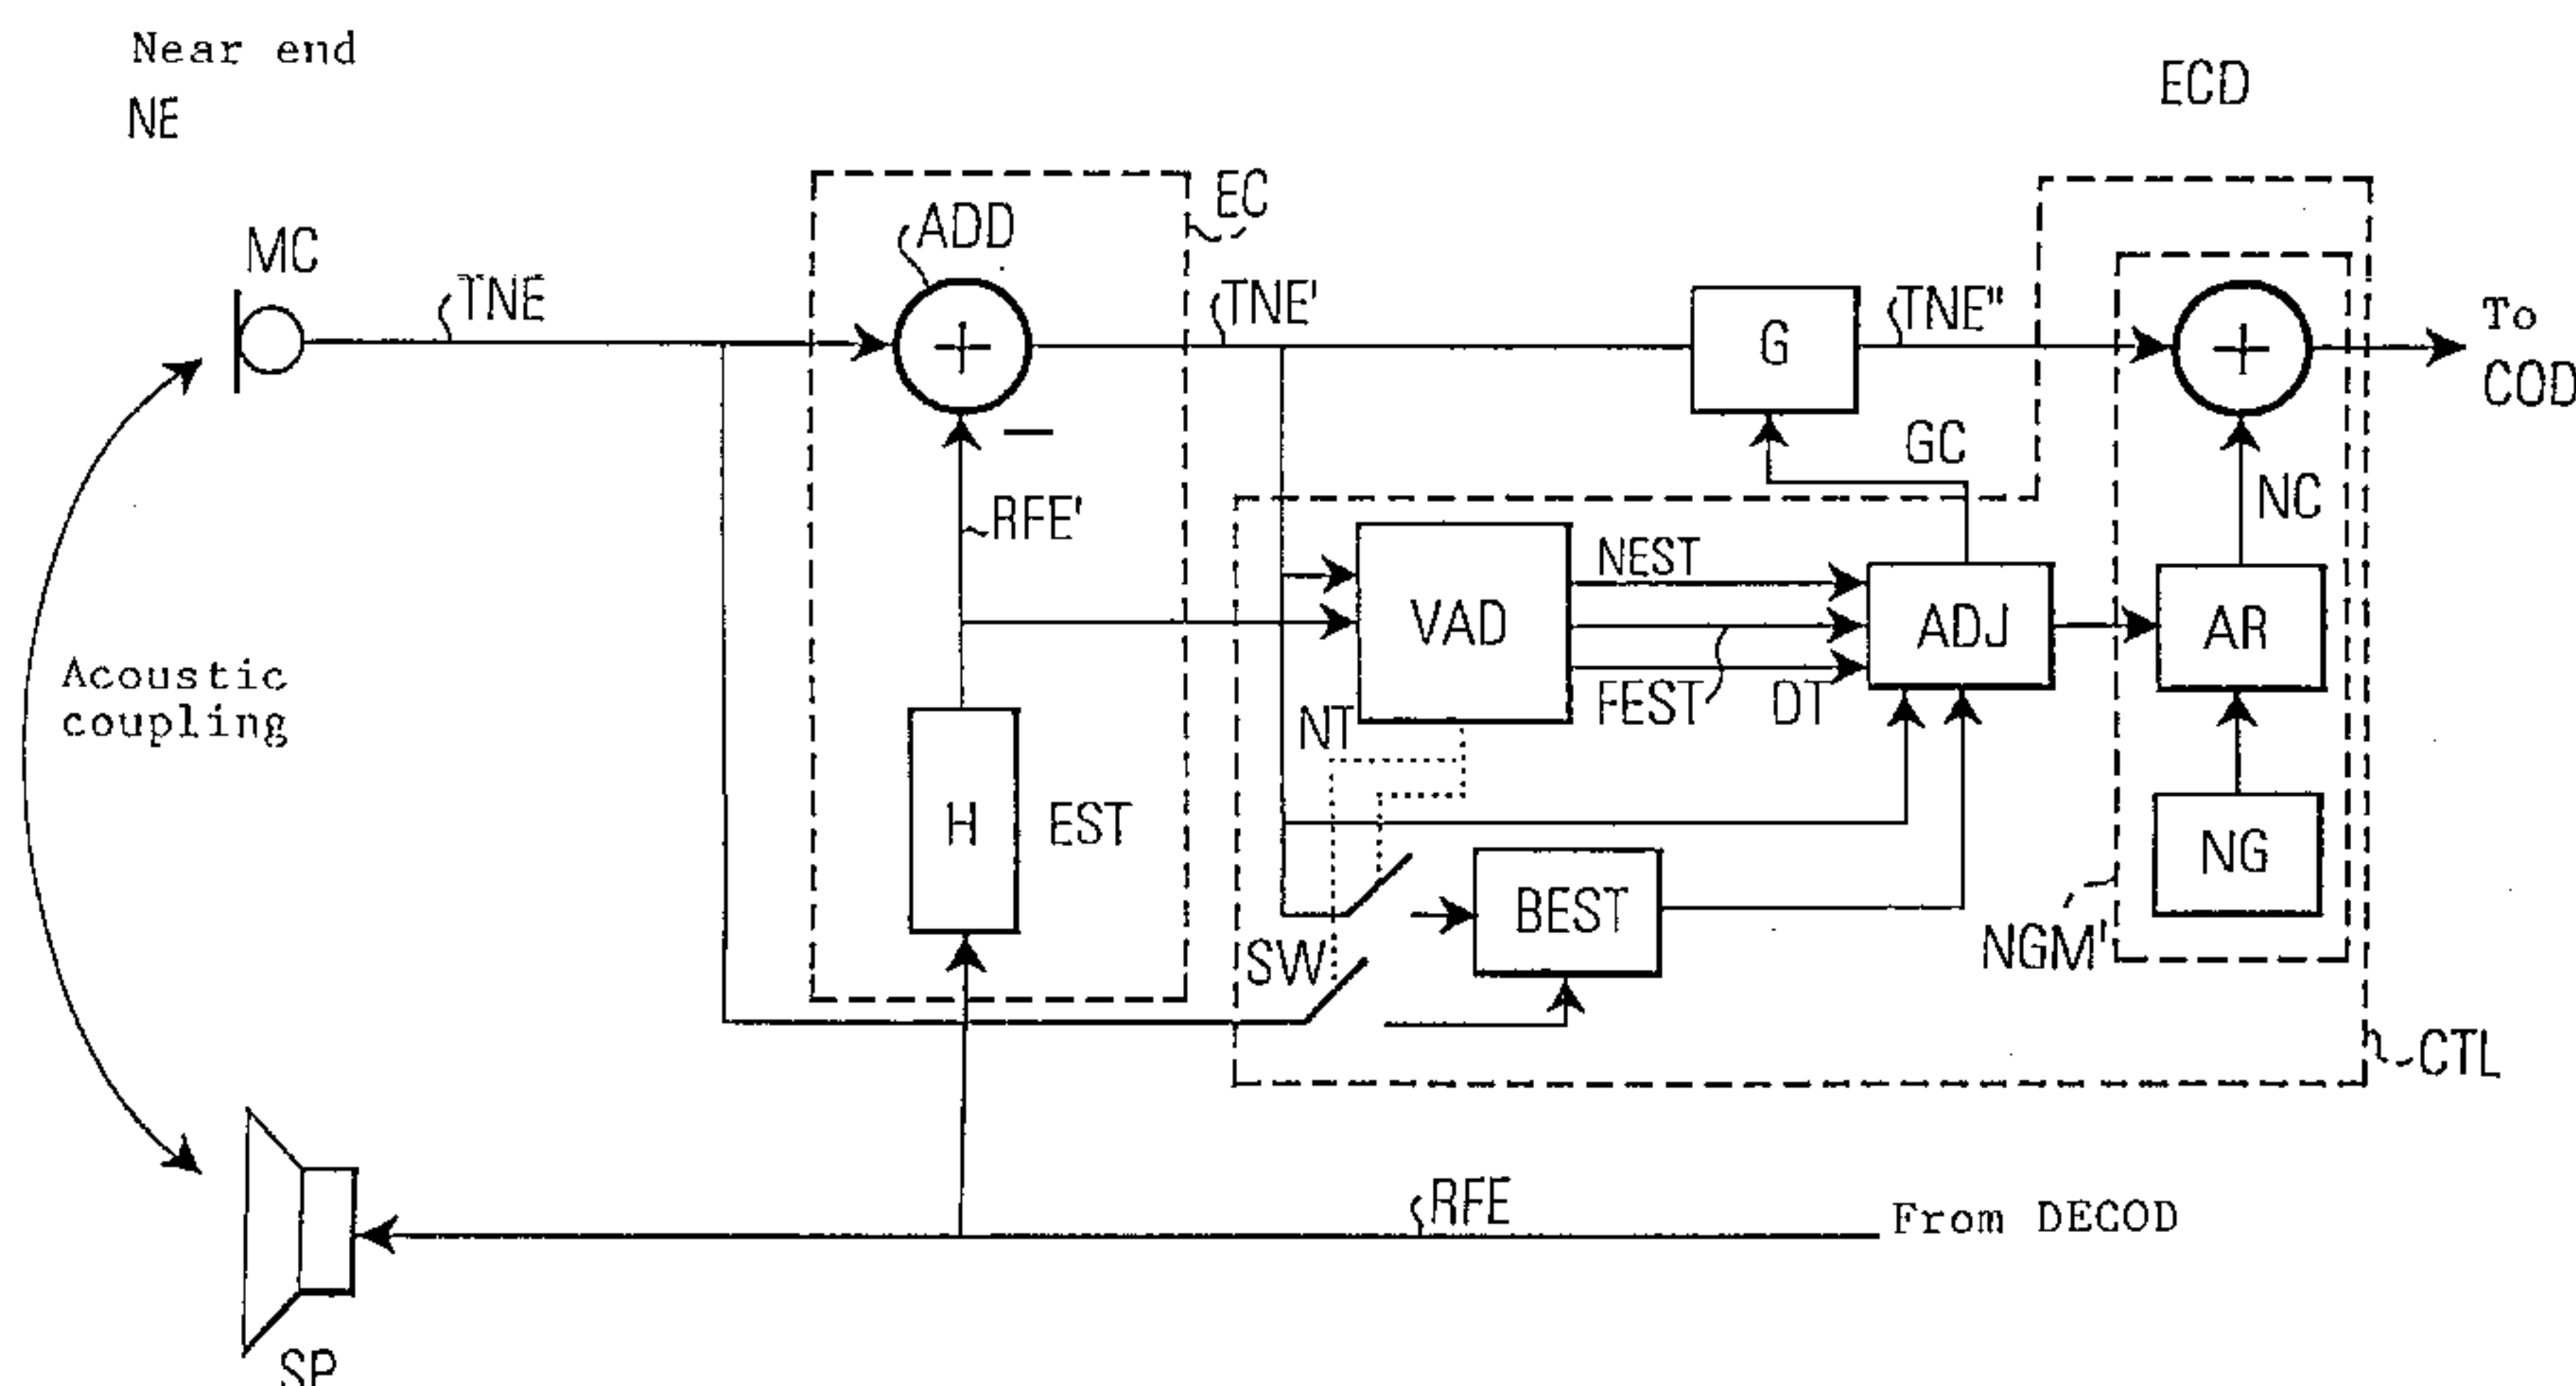 Near end
NE
ECD
EC
MC
ADD
TNE
TNE'
G
TNE"
To
COD
GC
NC
RFE'
VAD
NEST
FEST
DT
ADJ
AR
Acoustic
coupling
NT
H
EST
NG
BEST
SW
NGM'
CTL
RFE
From DECOD
SP